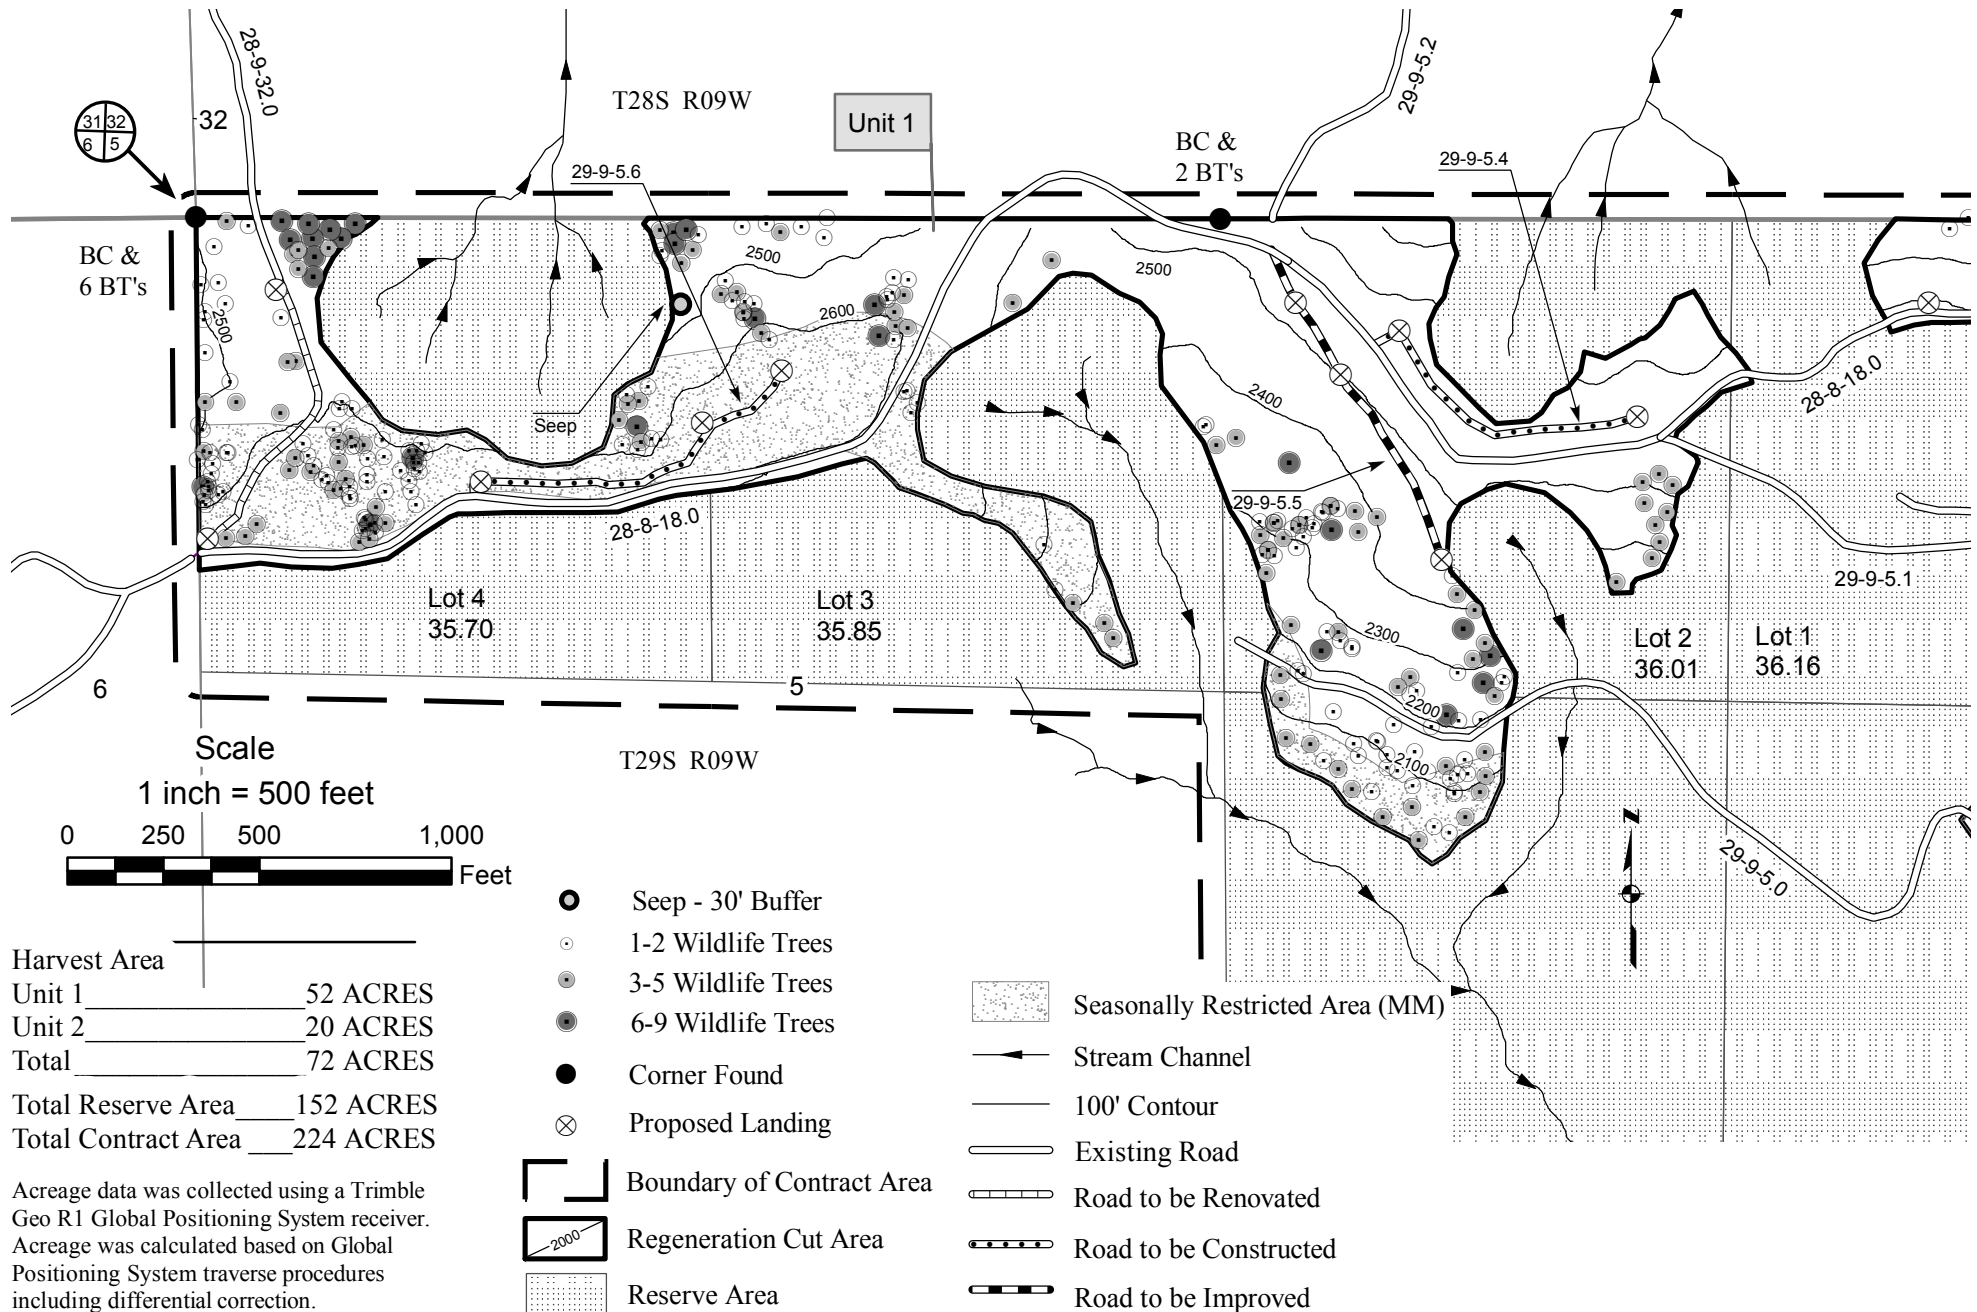 28-9-32.0
T28S R09W
Unit 1
29-9-5.2
31 32
6 5
32
BC &
2 BT's
29-9-5.4
29-9-5.6
BC &
6 BT's
2500
2500
2500
2600
2400
28-8-18.0
Seep
29-9-5.5
28-8-18.0
29-9-5.1
Lot 4
35.70
Lot 3
35.85
2300
Lot 2
36.01
Lot 1
36.16
6
5
2200
2100
T29S R09W
29-9-5.0
Z
Scale
1 inch = 500 feet
0 250 500 1,000
Feet
Harvest Area
Unit 1 52 ACRES
Unit 2 20 ACRES
Total 72 ACRES
Total Reserve Area 152 ACRES
Total Contract Area 224 ACRES
Acreage data was collected using a Trimble
Geo R1 Global Positioning System receiver.
Acreage was calculated based on Global
Positioning System traverse procedures
including differential correction.
Seep - 30' Buffer
1-2 Wildlife Trees
3-5 Wildlife Trees
6-9 Wildlife Trees
Corner Found
Proposed Landing
Boundary of Contract Area
2000
Regeneration Cut Area
Reserve Area
Seasonally Restricted Area (MM)
Stream Channel
100' Contour
Existing Road
Road to be Renovated
Road to be Constructed
Road to be Improved